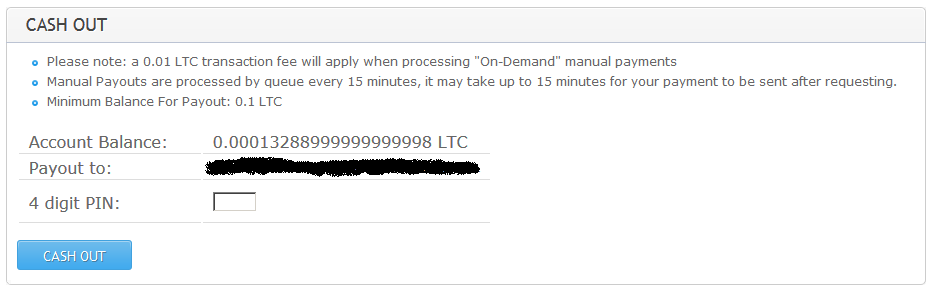 CASH OUT
Please note: a 0.01 LTC transaction fee will apply when processing "On-Demand" manual payments
Manual Payouts are processed by queue every 15 minutes, it may take up to 15 minutes for your payment to be sent after requesting.
Minimum Balance For Payout: 0.1 LTC
Account Balance: 0.00013288999999999998 LTC
Payout to:
4 digit PIN:
CASH OUT